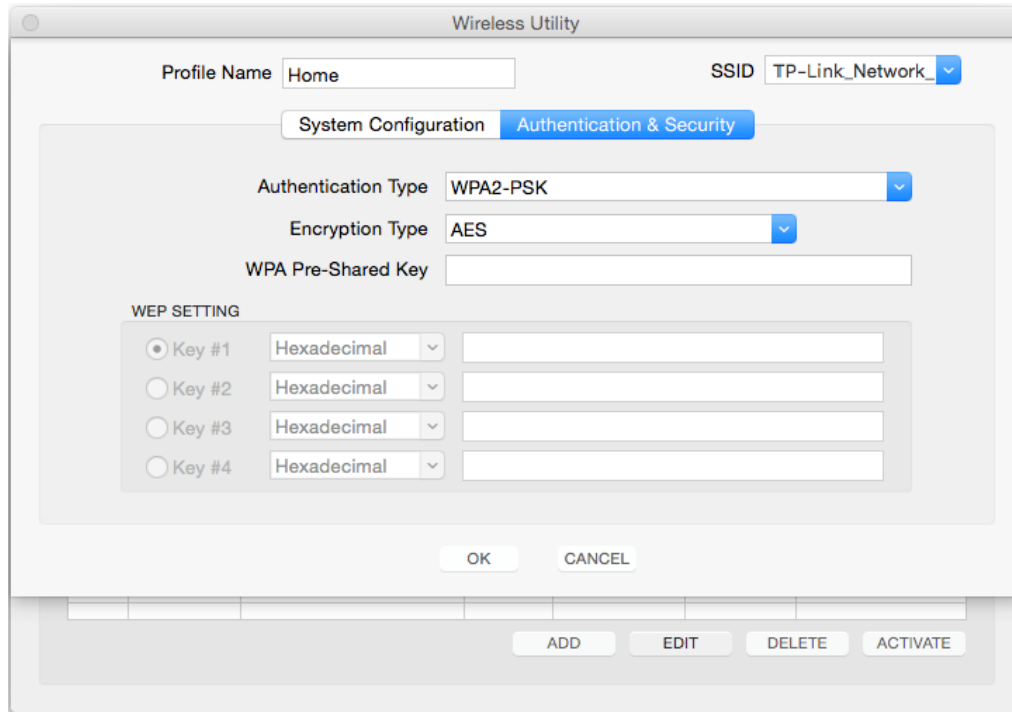 Wireless Utility
Profile Name Home SSID TP-Link_Network_
System Configuration Authentication & Security
Authentication Type WPA2-PSK
Encryption Type AES
WPA Pre-Shared Key
WEP SETTING
Key #1 Hexadecimal
Key #2 Hexadecimal
Key #3 Hexadecimal
Key #4 Hexadecimal
OK CANCEL
ADD EDIT DELETE ACTIVATE